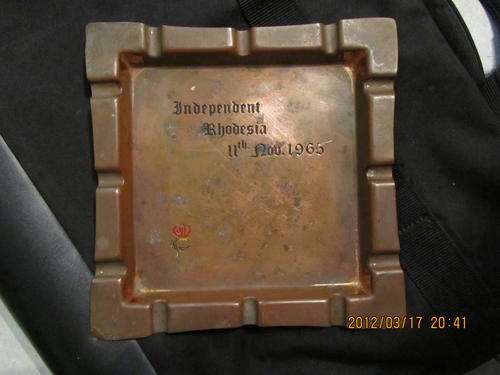 Independent
Rhodesia
11th Nov. 1965
2012/03/17 20:41